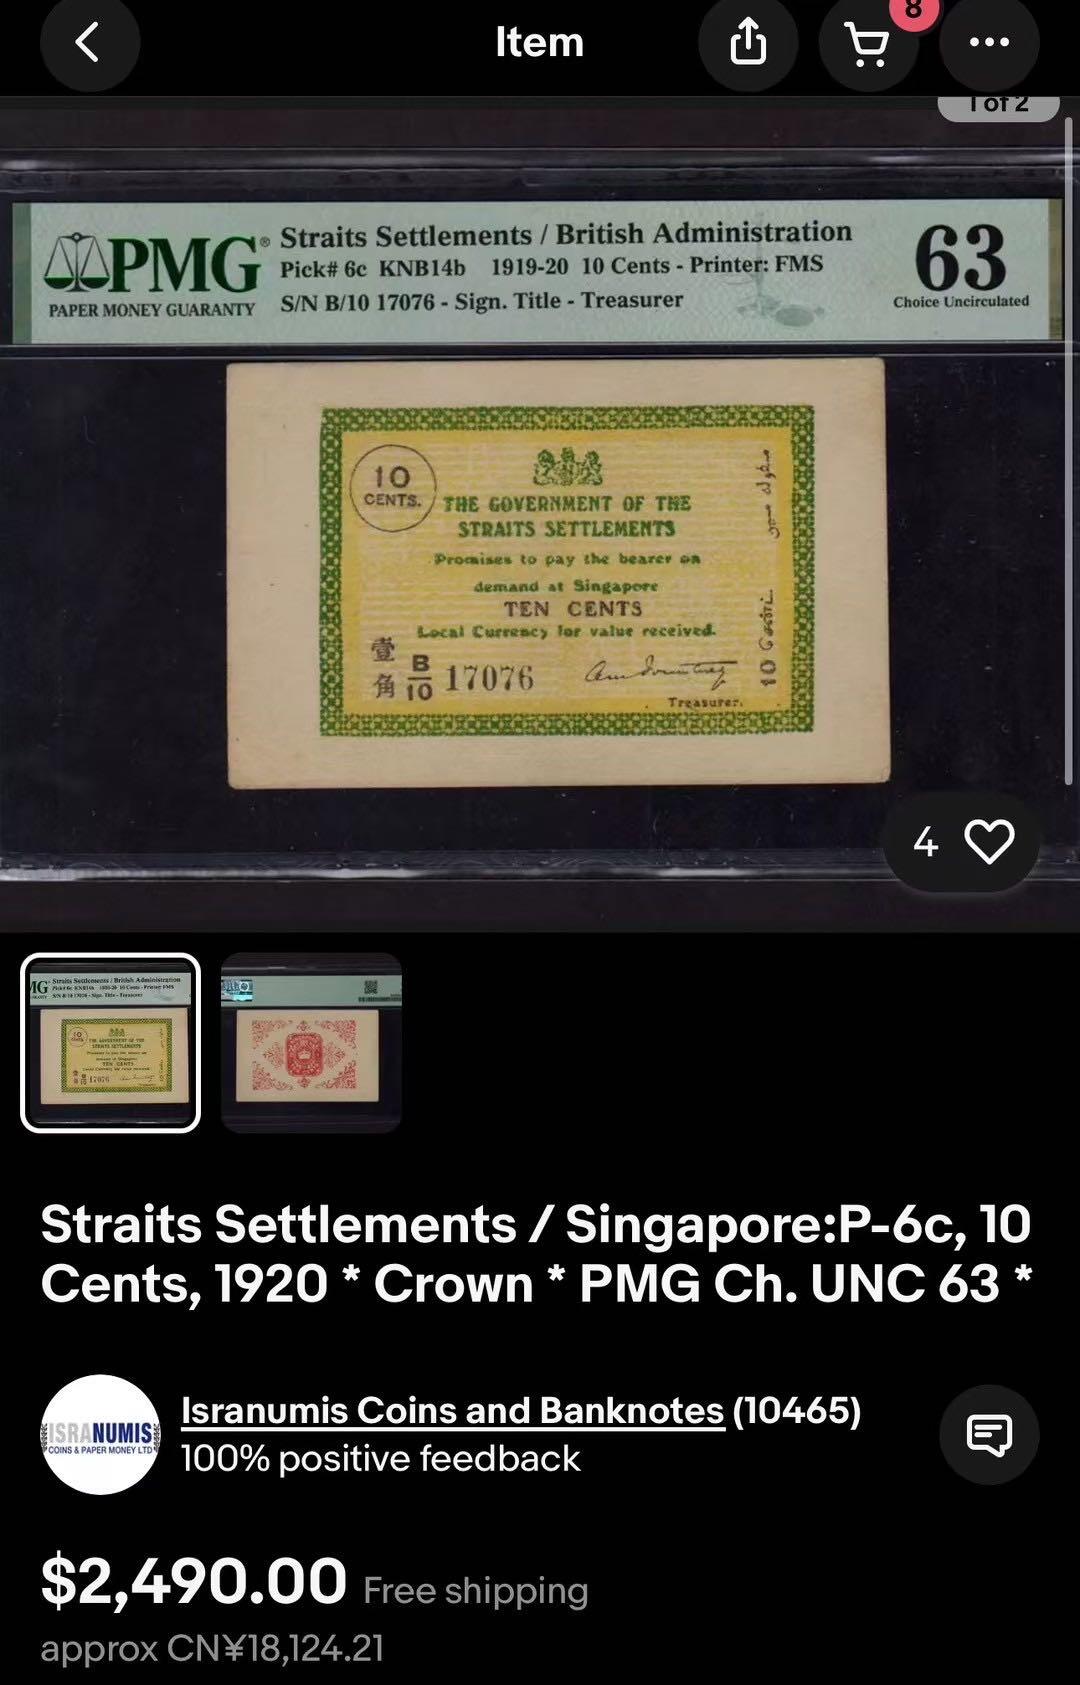 Item
8
1 of 2
PMG®
PAPER MONEY GUARANTY
Straits Settlements / British Administration
Pick# 6c KNB14b 1919-20 10 Cents - Printer: FMS
S/N B/10 17076 - Sign. Title - Treasurer
63
Choice Uncirculated
10
CENTS.
THE GOVERNMENT OF THE
STRAITS SETTLEMENTS
Promises to pay the bearer on
demand at Singapore
TEN CENTS
Local Currency for value received.
壹角
B/10 17076
Treasurer.
4
Straits Settlements / Singapore:P-6c, 10
Cents, 1920 * Crown * PMG Ch. UNC 63 *
ISRANUMIS
COINS & PAPER MONEY LTD
Isranumis Coins and Banknotes (10465)
100% positive feedback
$2,490.00 Free shipping
approx CN¥18,124.21